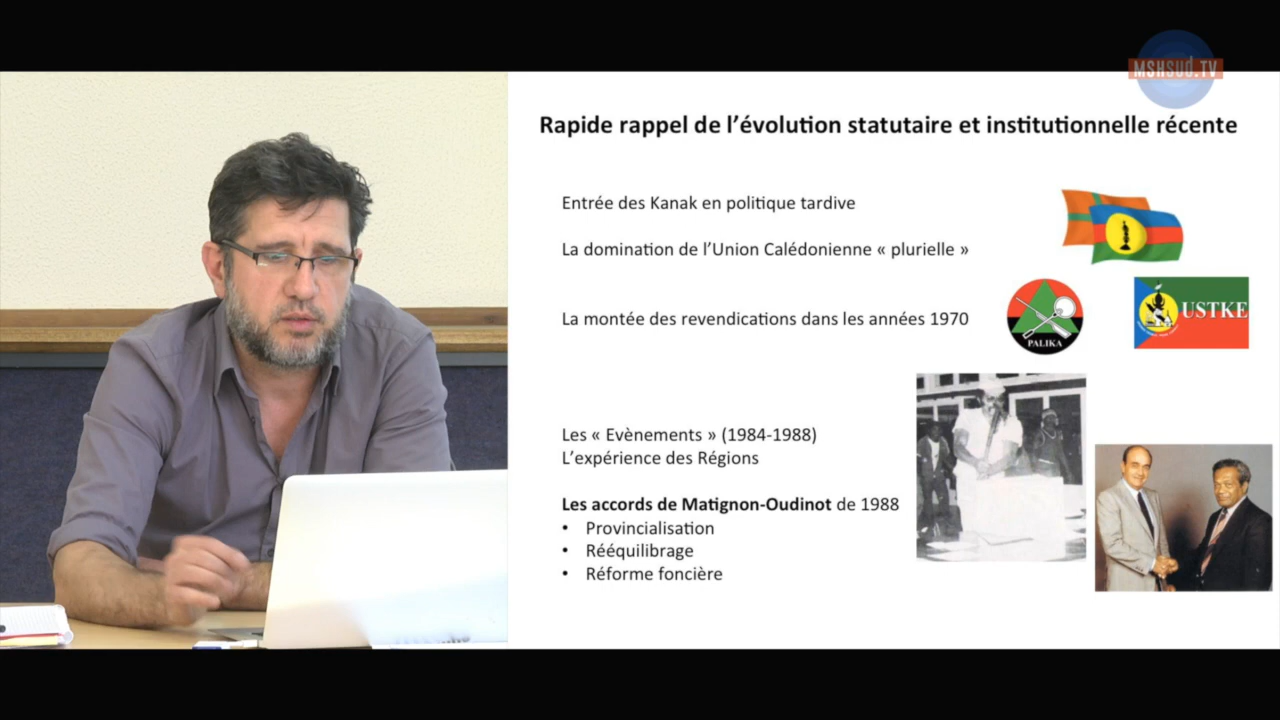 MSHSUD.TV
Rapide rappel de l'évolution statutaire et institutionnelle récente
Entrée des Kanak en politique tardive
La domination de l'Union Calédonienne « plurielle »
La montée des revendications dans les années 1970
PALIKA
USTKE
Les « Evènements » (1984-1988)
L'expérience des Régions
Les accords de Matignon-Oudinot de 1988
• Provincialisation
• Rééquilibrage
• Réforme foncière